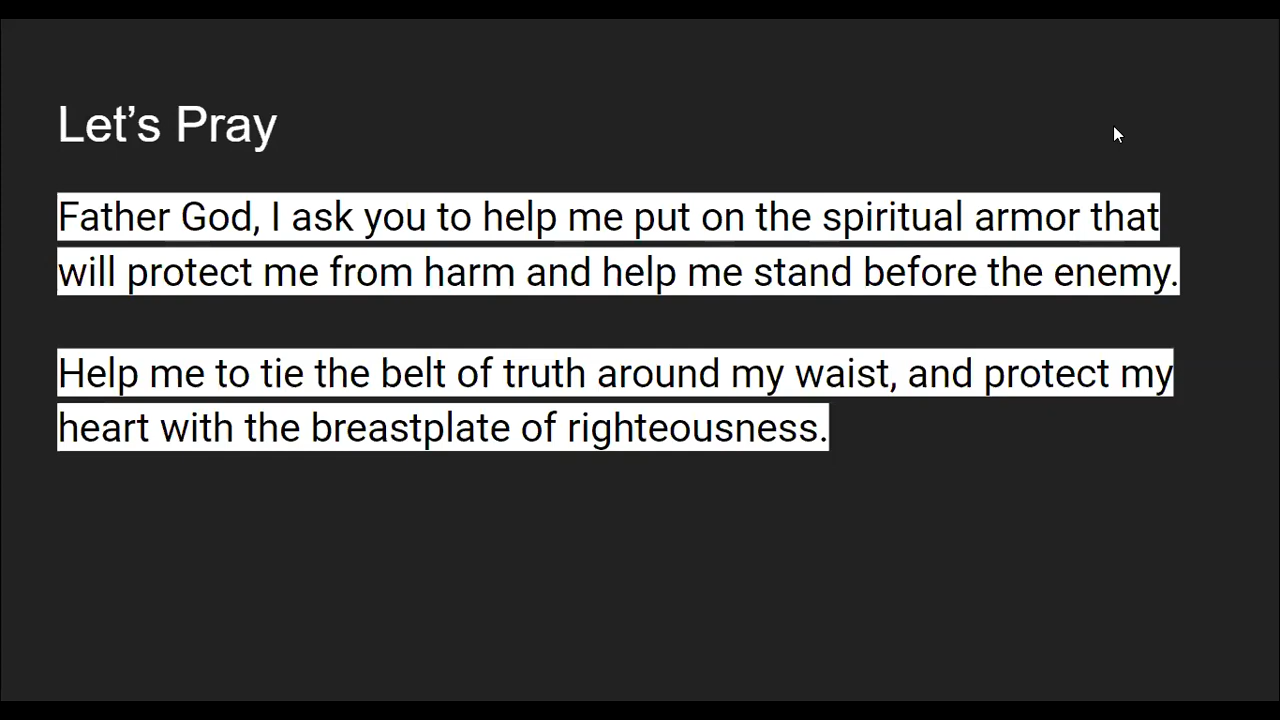 Let’s Pray
Father God, I ask you to help me put on the spiritual armor that
will protect me from harm and help me stand before the enemy.
Help me to tie the belt of truth around my waist, and protect my
heart with the breastplate of righteousness.